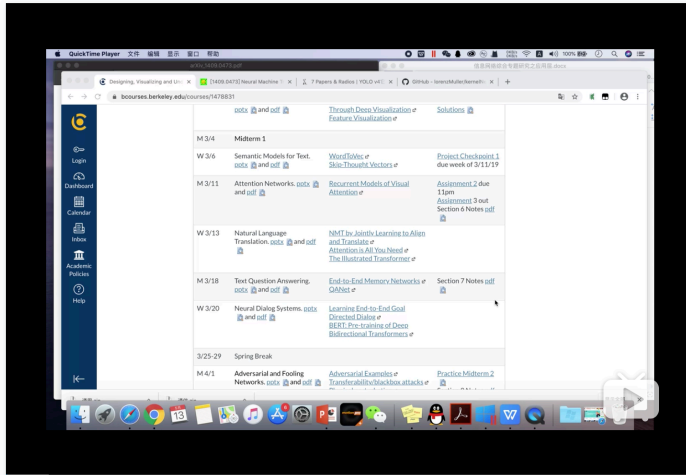 QuickTime Player 文件 编辑 显示 窗口 帮助
100%
arXiv,1409.0473.pdf
Designing, Visualizing and Und
[1409.0473] Neural Machine
7 Papers & Radios | YOLO v4
bcourses.berkeley.edu/courses/1478831
pptx and pdf
Through Deep Visualization
Feature Visualization
Solutions
M 3/4 Midterm 1
W 3/6 Semantic Models for Text.
pptx and pdf
WordToVec
Skip-Thought Vectors
Project Checkpoint 1
due week of 3/11/19
M 3/11 Attention Networks. pptx
and pdf
Recurrent Models of Visual
Attention
Assignment 2 due
11pm
Assignment 3 out
Section 6 Notes pdf
W 3/13 Natural Language
Translation. pptx and pdf
NMT by Jointly Learning to Align
and Translate
Attention is All You Need
The Illustrated Transformer
M 3/18 Text Question Answering.
pptx and pdf
End-to-End Memory Networks
QANet
Section 7 Notes pdf
W 3/20 Neural Dialog Systems. pptx
and pdf
Learning End-to-End Goal
Directed Dialog
BERT: Pre-training of Deep
Bidirectional Transformers
3/25-29 Spring Break
M 4/1 Adversarial and Fooling
Networks. pptx and pdf
Adversarial Examples
Transferability/blackbox attacks
Practice Midterm 2
Login
Dashboard
Calendar
Inbox
Academic
Policies
Help
13